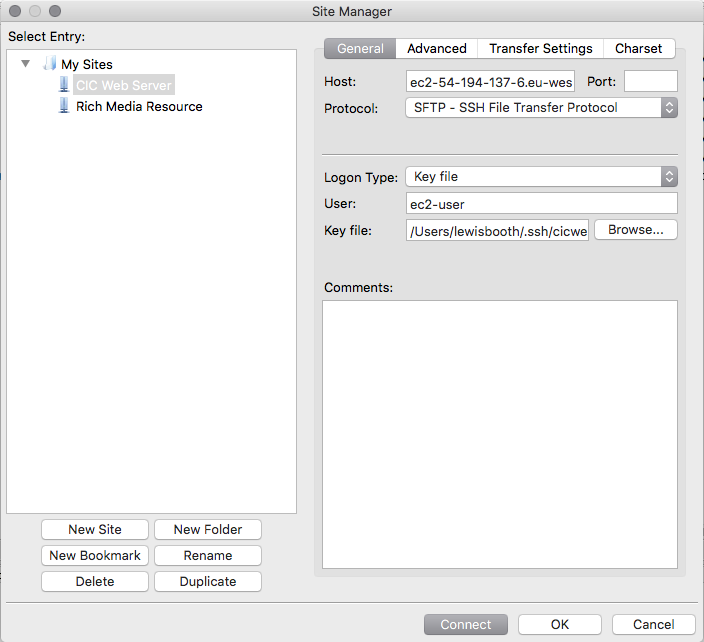 Site Manager
Select Entry:
My Sites
CIC Web Server
Rich Media Resource
New Site
New Folder
New Bookmark
Rename
Delete
Duplicate
General
Advanced
Transfer Settings
Charset
Host:
ec2-54-194-137-6.eu-wes
Port:
Protocol:
SFTP - SSH File Transfer Protocol
Logon Type:
Key file
User:
ec2-user
Key file:
/Users/lewisbooth/.ssh/cicwe
Browse...
Comments:
Connect
OK
Cancel